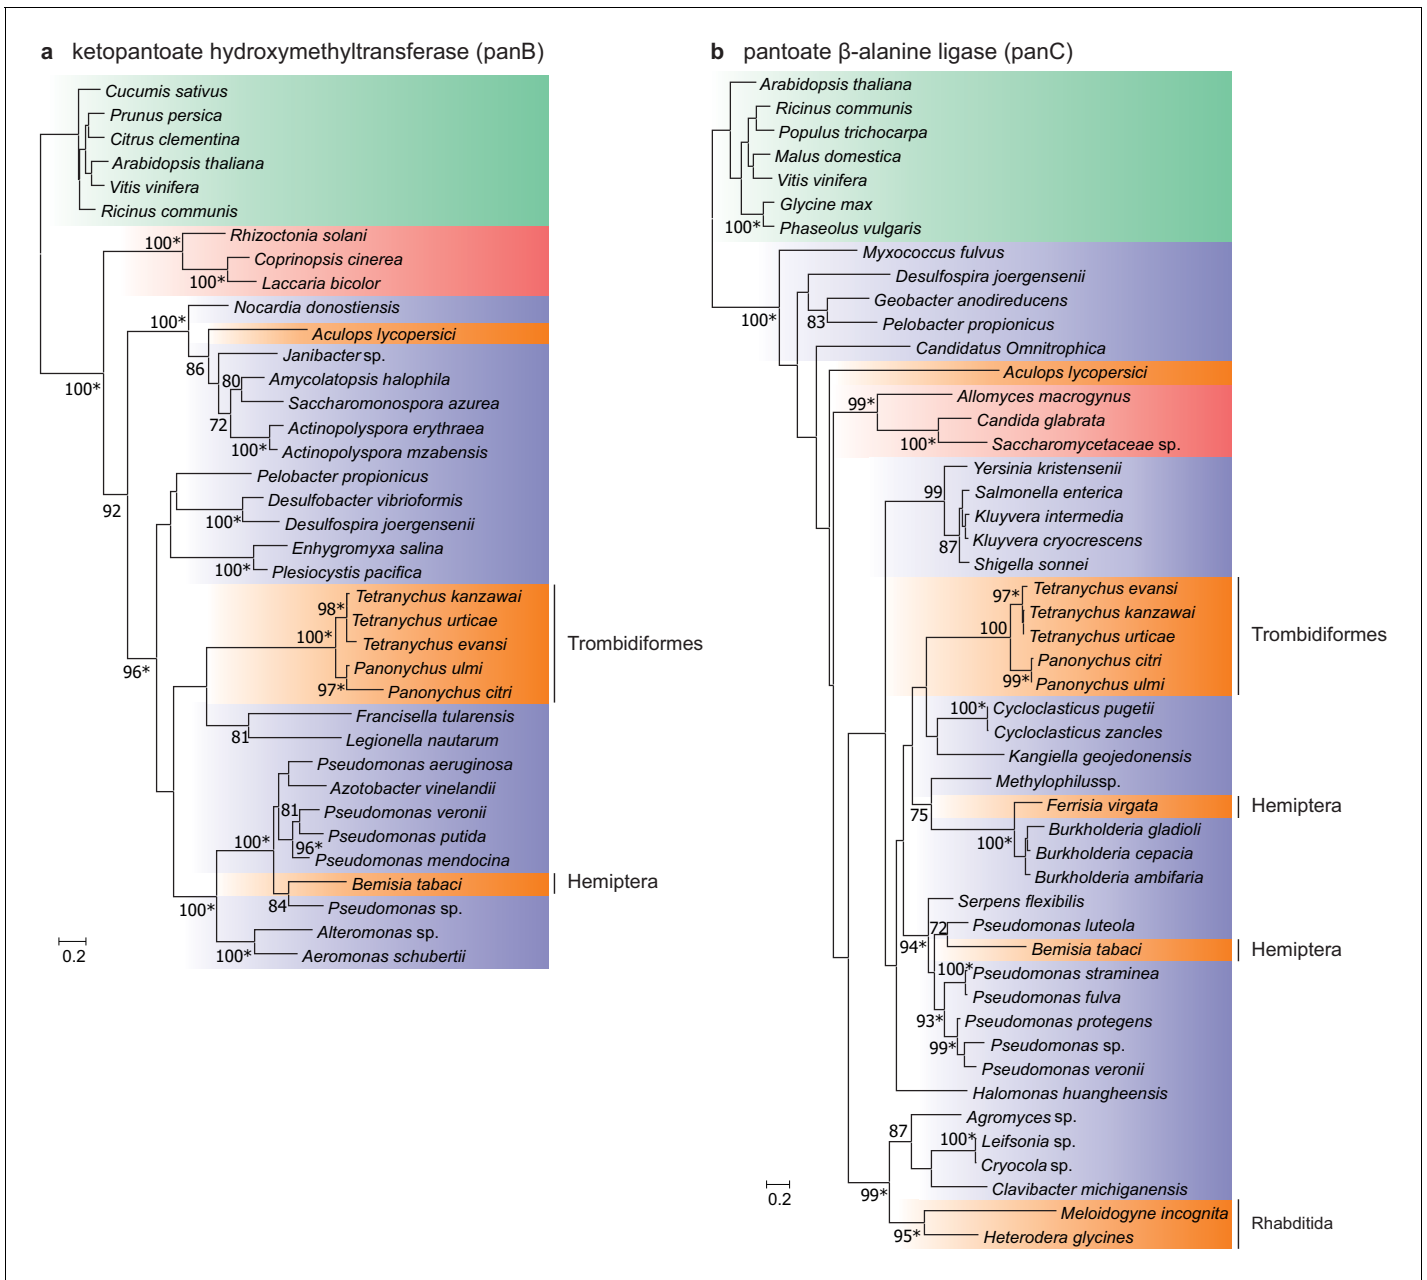 a ketopantoate hydroxymethyltransferase (panB)
Cucumis sativus
Prunus persica
Citrus clementina
Arabidopsis thaliana
Vitis vinifera
Ricinus communis
Rhizoctonia solani
100*
Coprinopsis cinerea
100*
Laccaria bicolor
Nocardia donostiensis
100*
Aculops lycopersici
Janibacter sp.
86
80
Amycolatopsis halophila
100*
Saccharomonospora azurea
72
Actinopolyspora erythraea
100*
Actinopolyspora mzabensis
Pelobacter propionicus
Desulfobacter vibrioformis
92
100*
Desulfospira joergensenii
Enhygromyxa salina
100*
Plesiocystis pacifica
Tetranychus kanzawai
98*
Tetranychus urticae
100*
Tetranychus evansi
Trombidiformes
Panonychus ulmi
96*
97*
Panonychus citri
Francisella tularensis
81
Legionella nautarum
Pseudomonas aeruginosa
Azotobacter vinelandii
81
Pseudomonas veronii
Pseudomonas putida
100*
96*
Pseudomonas mendocina
Bemisia tabaci
Hemiptera
84
Pseudomonas sp.
100*
Alteromonas sp.
100*
Aeromonas schubertii
0.2
b pantoate β-alanine ligase (panC)
Arabidopsis thaliana
Ricinus communis
Populus trichocarpa
Malus domestica
Vitis vinifera
Glycine max
100*
Phaseolus vulgaris
Myxococcus fulvus
Desulfospira joergensenii
Geobacter anodireducens
100*
83
Pelobacter propionicus
Candidatus Omnitrophica
Aculops lycopersici
Allomyces macrogynus
99*
Candida glabrata
100*
Saccharomycetaceae sp.
Yersinia kristensenii
99
Salmonella enterica
Kluyvera intermedia
Kluyvera cryocrescens
87
Shigella sonnei
Tetranychus evansi
97*
Tetranychus kanzawai
100
Tetranychus urticae
Trombidiformes
Panonychus citri
99*
Panonychus ulmi
100*
Cycloclasticus pugetii
Cycloclasticus zancles
Kangiella geojedonensis
Methylophilussp.
Ferrisia virgata
Hemiptera
75
Burkholderia gladioli
100*
Burkholderia cepacia
Burkholderia ambifaria
Serpens flexibilis
72
Pseudomonas luteola
94*
Bemisia tabaci
Hemiptera
100*
Pseudomonas straminea
Pseudomonas fulva
93*
Pseudomonas protegens
99*
Pseudomonas sp.
Pseudomonas veronii
Halomonas huangheensis
Agromyces sp.
87
100*
Leifsonia sp.
Cryocola sp.
99*
Clavibacter michiganensis
Meloidogyne incognita
Rhabditida
95*
Heterodera glycines
0.2